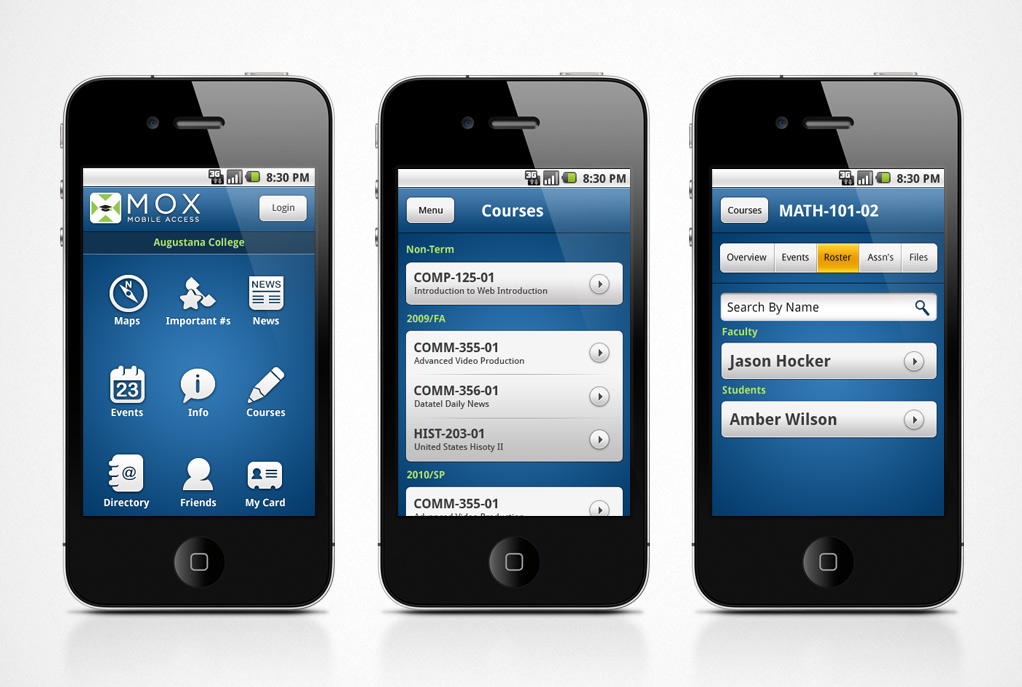 3G 8:30 PM
MOX
MOBILE ACCESS
Login
Augustana College
NEWS
Maps
Important #s
News
23
Events
Info
Courses
@
Directory
Friends
My Card
3G 8:30 PM
Menu
Courses
Non-Term
COMP-125-01
Introduction to Web Introduction
2009/FA
COMM-355-01
Advanced Video Production
COMM-356-01
Datatel Daily News
HIST-203-01
United States Hisoty II
2010/SP
COMM-355-01
Advanced Video Production
3G 8:30 PM
Courses
MATH-101-02
Overview
Events
Roster
Assn's
Files
Search By Name
Faculty
Jason Hocker
Students
Amber Wilson